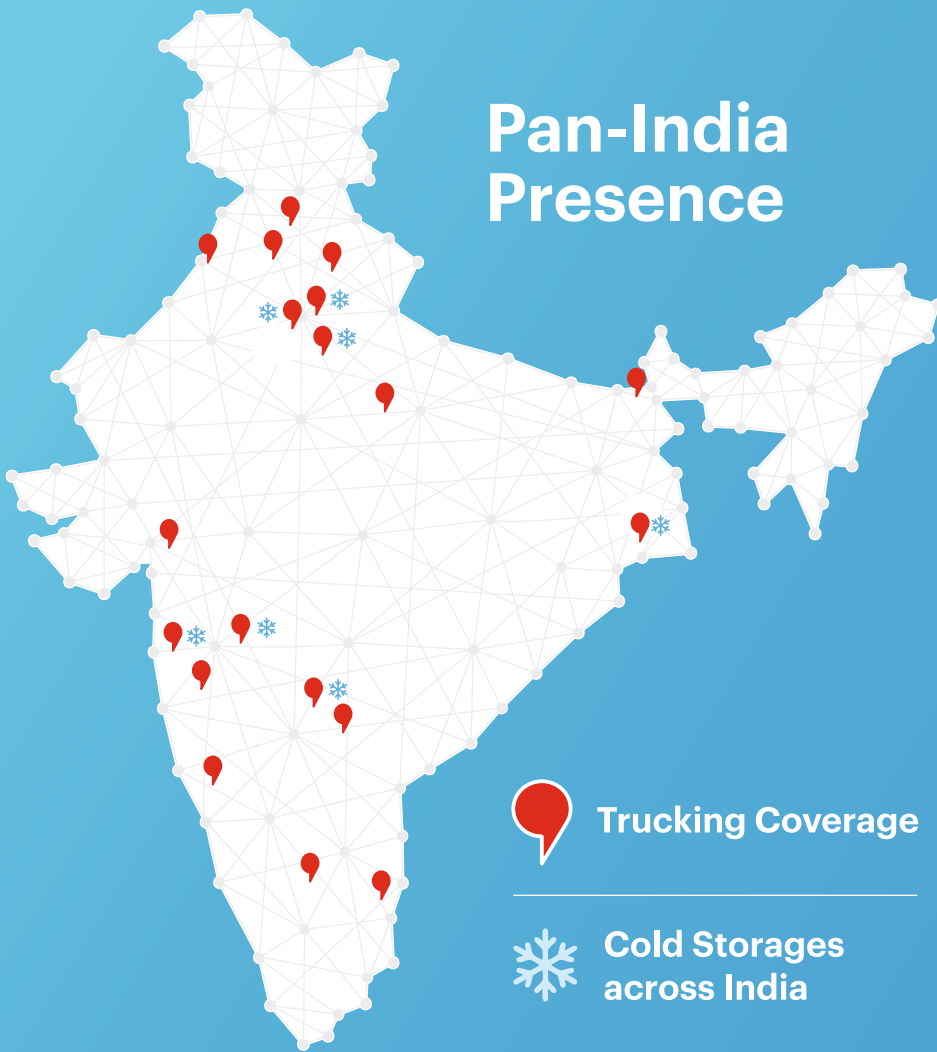 Pan-India
Presence
Trucking Coverage
Cold Storages
across India